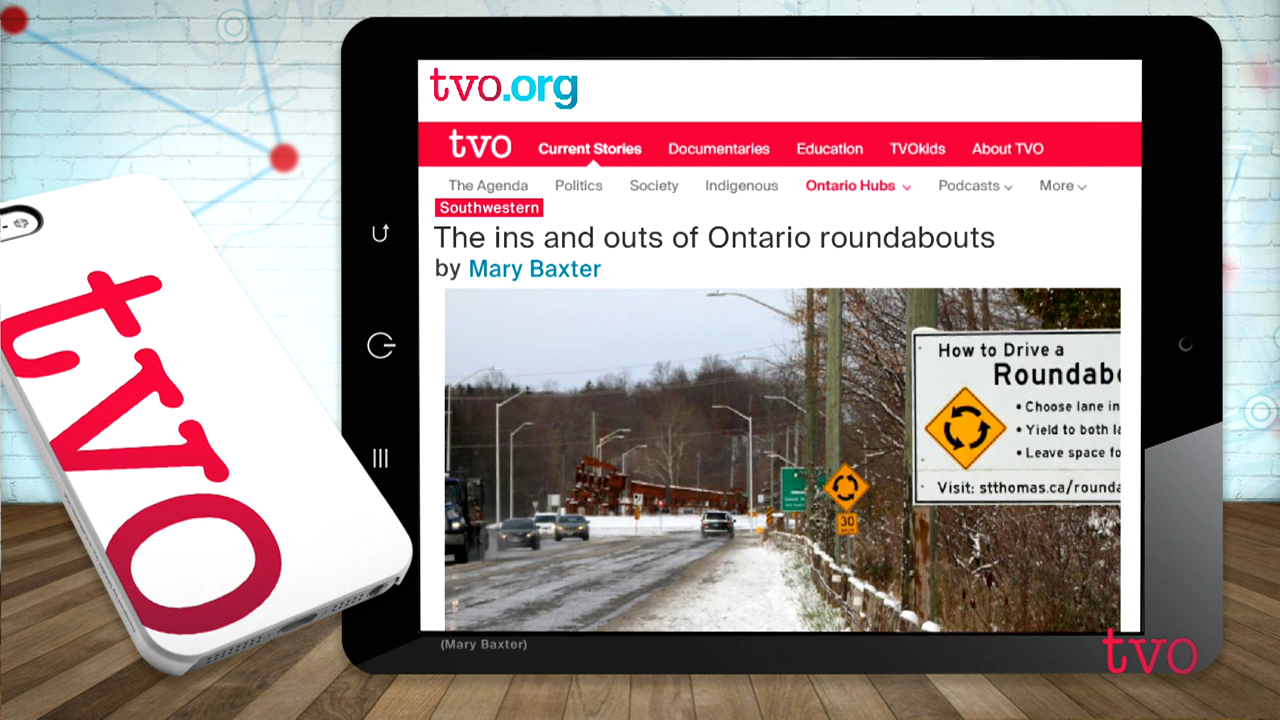 tvo.org
tvo Current Stories Documentaries Education TVOkids About TVO
The Agenda Politics Society Indigenous Ontario Hubs Podcasts More
Southwestern
The ins and outs of Ontario roundabouts
by Mary Baxter
How to Drive a
Roundab
• Choose lane in
• Yield to both la
• Leave space fo
Visit: stthomas.ca/rounda
30
(Mary Baxter)
tvo
tvo